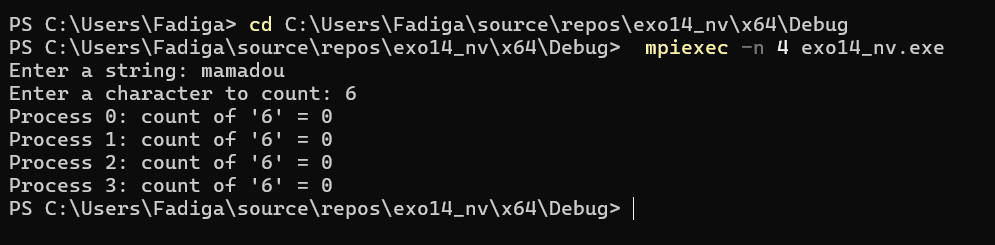 PS C:\Users\Fadiga> cd C:\Users\Fadiga\source\repos\exo14_nv\x64\Debug
PS C:\Users\Fadiga\source\repos\exo14_nv\x64\Debug>  mpiexec -n 4 exo14_nv.exe
Enter a string: mamadou
Enter a character to count: 6
Process 0: count of '6' = 0
Process 1: count of '6' = 0
Process 2: count of '6' = 0
Process 3: count of '6' = 0
PS C:\Users\Fadiga\source\repos\exo14_nv\x64\Debug>